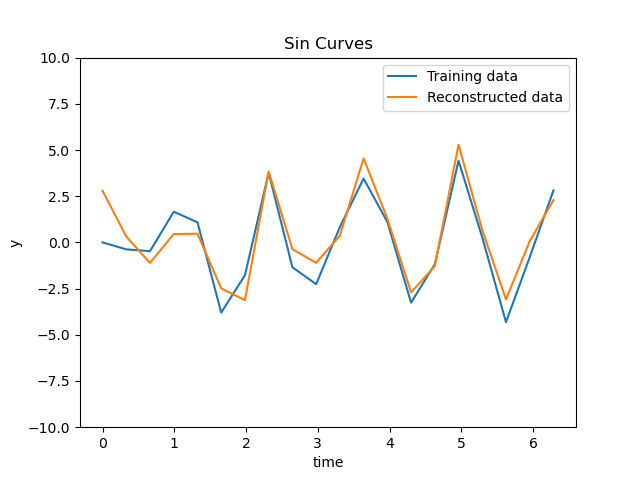 Sin Curves
Training data
Reconstructed data
10.0
7.5
5.0
2.5
0.0
−2.5
−5.0
−7.5
−10.0
y
0 1 2 3 4 5 6
time